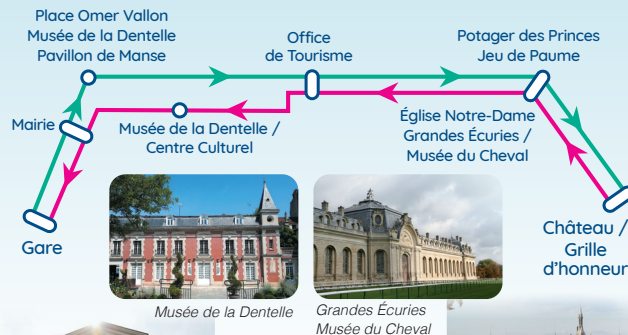 Place Omer Vallon
Musée de la Dentelle
Pavillon de Manse
Office
de Tourisme
Potager des Princes
Jeu de Paume
Mairie
Musée de la Dentelle /
Centre Culturel
Église Notre-Dame
Grandes Écuries /
Musée du Cheval
Gare
Château /
Grille
d’honneur
Musée de la Dentelle
Grandes Écuries
Musée du Cheval